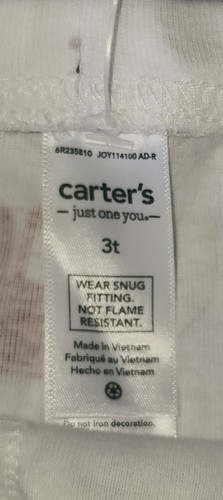 6R235810 JOY114100 AD-R
carter's
— just one you. —
3t
WEAR SNUG
FITTING.
NOT FLAME
RESISTANT.
Made in Vietnam
Fabriqué au Vietnam
Hecho en Vietnam
Do not iron decoration.